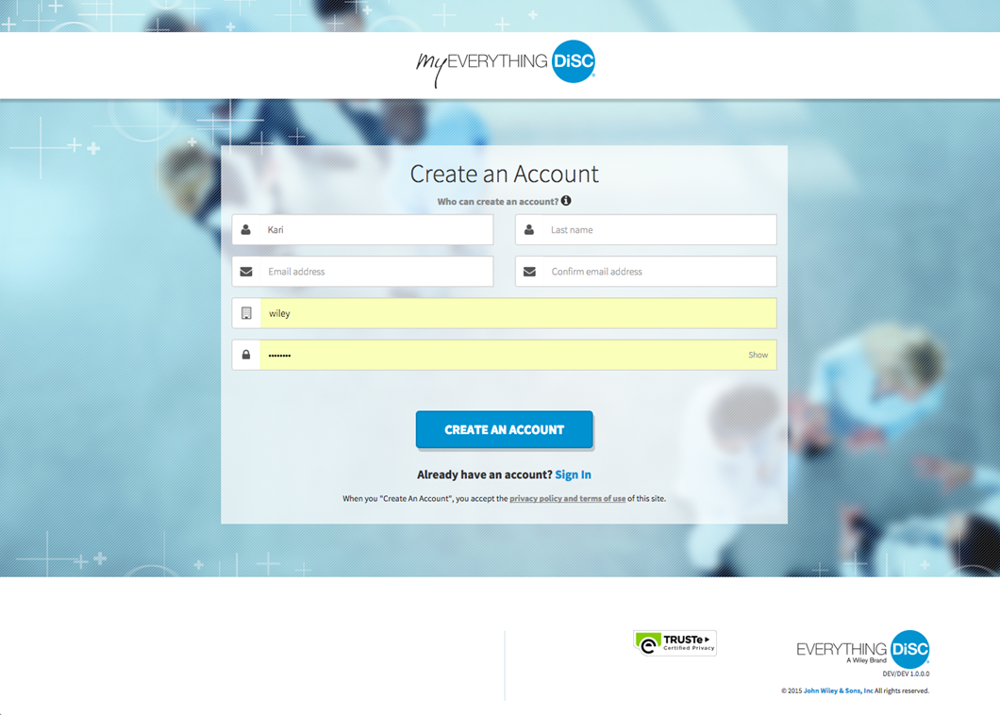 my EVERYTHING DiSC
Create an Account
Who can create an account?
Kari
Last name
Email address
Confirm email address
wiley
••••••••
Show
CREATE AN ACCOUNT
Already have an account? Sign In
When you "Create An Account", you accept the privacy policy and terms of use of this site.
TRUSTe
Certified Privacy
EVERYTHING DiSC
A Wiley Brand
DEV/DEV 1.0.0.0
© 2015 John Wiley & Sons, Inc All rights reserved.